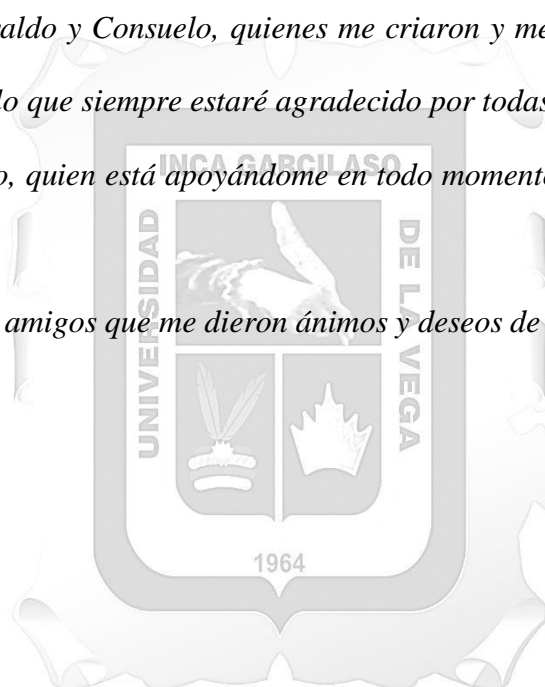 raldo y Consuelo, quienes me criaron y me
lo que siempre estaré agradecido por todas
o, quien está apoyándome en todo momento
amigos que me dieron ánimos y deseos de
UNIVERSIDAD
INCA GARCILASO
DE LA VEGA
1964